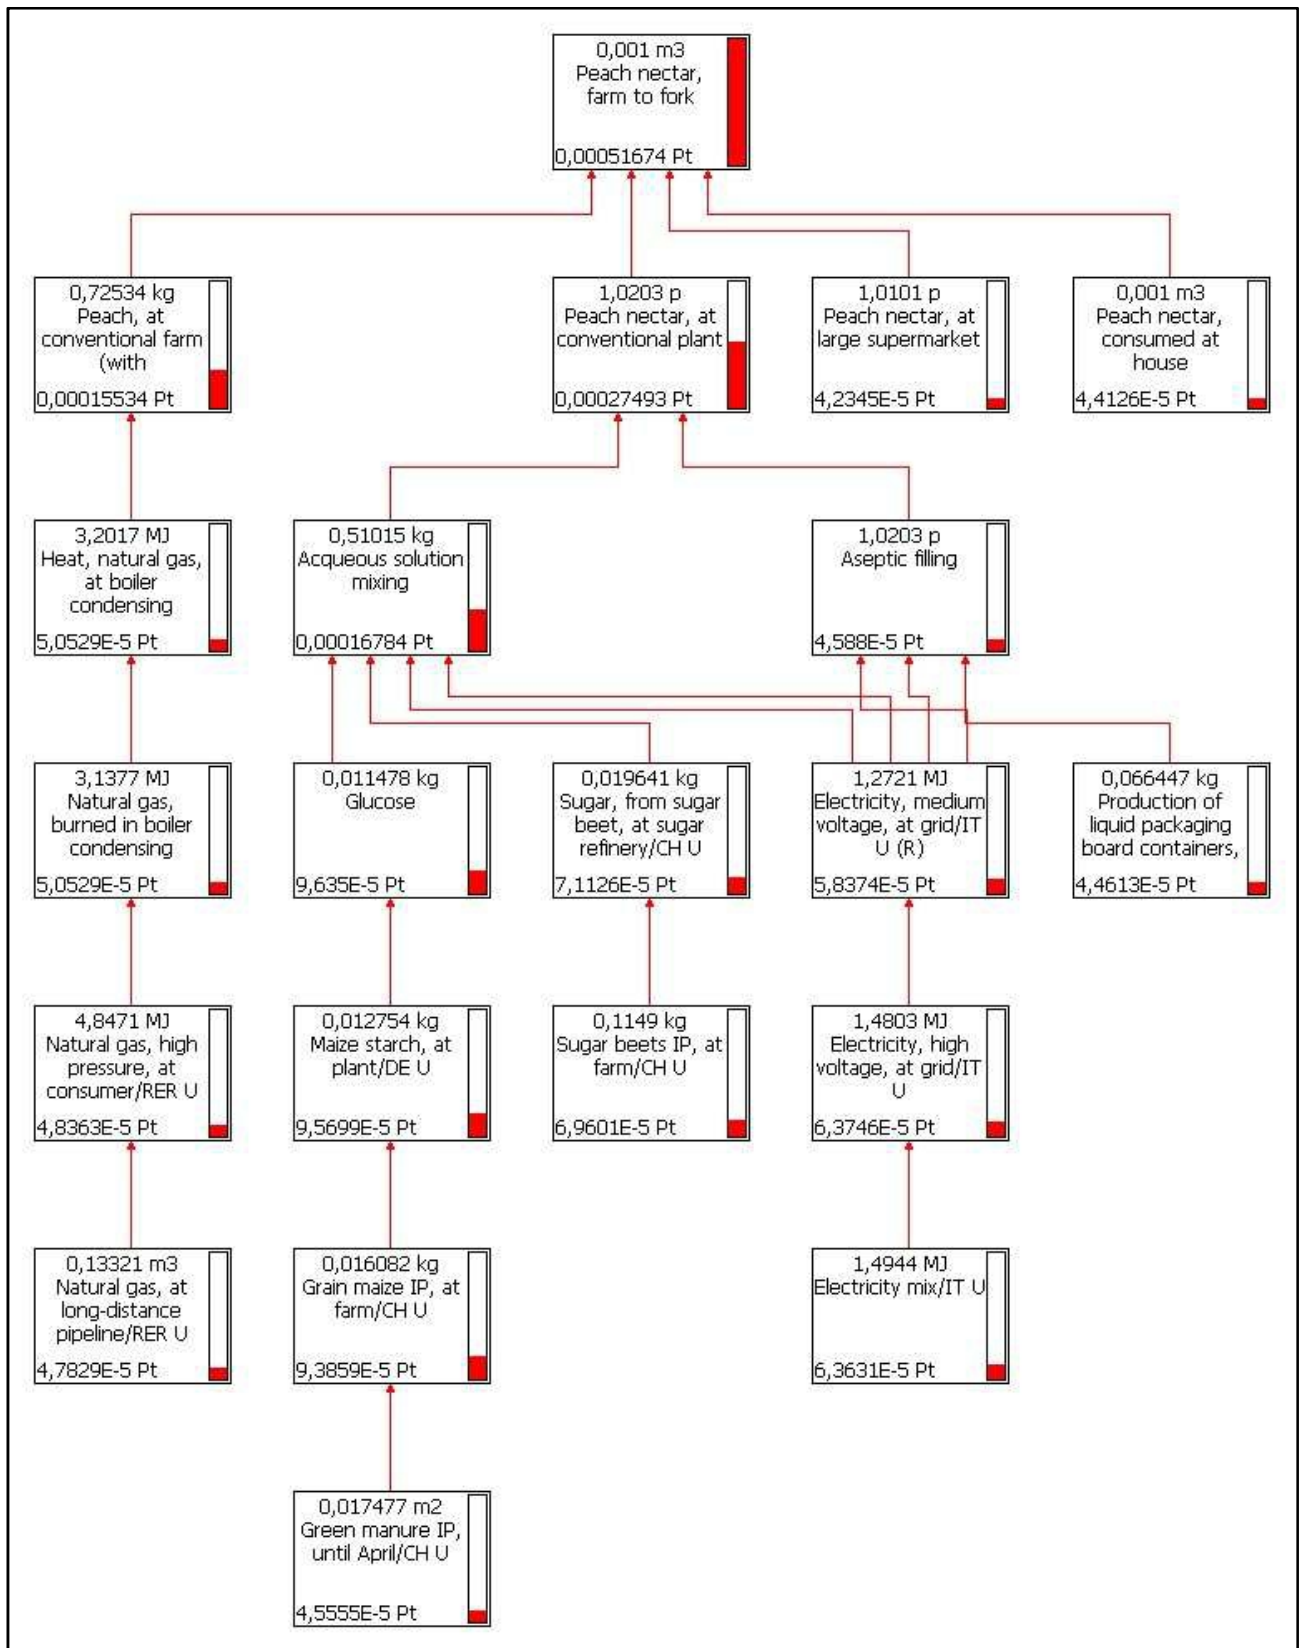 0,001 m3
Peach nectar,
farm to fork
0,00051674 Pt
0,72534 kg
Peach, at
conventional farm
(with
0,00015534 Pt
1,0203 p
Peach nectar, at
conventional plant
0,00027493 Pt
1,0101 p
Peach nectar, at
large supermarket
4,2345E-5 Pt
0,001 m3
Peach nectar,
consumed at
house
4,4126E-5 Pt
3,2017 MJ
Heat, natural gas,
at boiler
condensing
5,0529E-5 Pt
0,51015 kg
Acqueous solution
mixing
0,00016784 Pt
1,0203 p
Aseptic filling
4,588E-5 Pt
3,1377 MJ
Natural gas,
burned in boiler
condensing
5,0529E-5 Pt
0,011478 kg
Glucose
9,635E-5 Pt
0,019641 kg
Sugar, from sugar
beet, at sugar
refinery/CH U
7,1126E-5 Pt
1,2721 MJ
Electricity, medium
voltage, at grid/IT
U (R)
5,8374E-5 Pt
0,066447 kg
Production of
liquid packaging
board containers,
4,4613E-5 Pt
4,8471 MJ
Natural gas, high
pressure, at
consumer/RER U
4,8363E-5 Pt
0,012754 kg
Maize starch, at
plant/DE U
9,5699E-5 Pt
0,1149 kg
Sugar beets IP, at
farm/CH U
6,9601E-5 Pt
1,4803 MJ
Electricity, high
voltage, at grid/IT
U
6,3746E-5 Pt
0,13321 m3
Natural gas, at
long-distance
pipeline/RER U
4,7829E-5 Pt
0,016082 kg
Grain maize IP, at
farm/CH U
9,3859E-5 Pt
1,4944 MJ
Electricity mix/IT U
6,3631E-5 Pt
0,017477 m2
Green manure IP,
until April/CH U
4,5555E-5 Pt